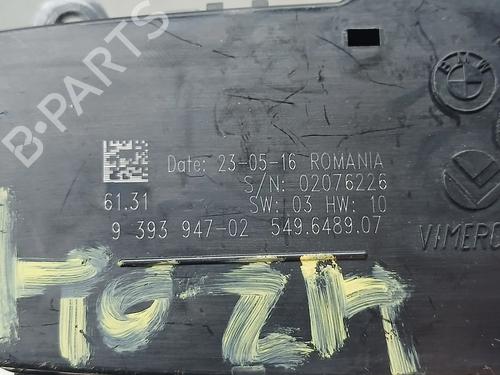 B-PARTS
BMW
Date: 23-05-16 ROMANIA
S/N: 02076226
61.31 SW: 03 HW: 10
9 393 947-02 549.6489.07
VIMERC